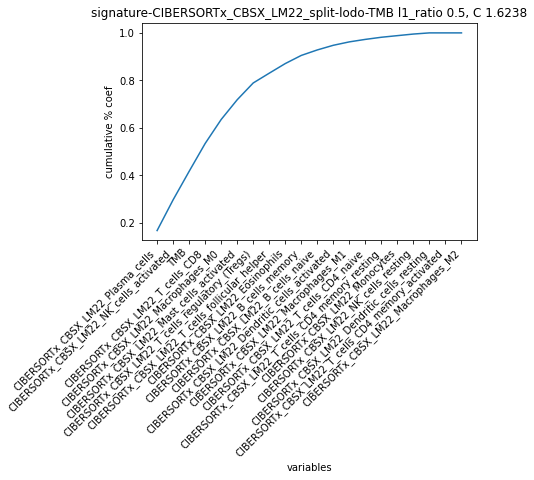 signature-CIBERSORTx_CBSX_LM22_split-lodo-TMB l1_ratio 0.5, C 1.6238
1.0
0.8
0.6
0.4
0.2
cumulative % coef
CIBERSORTx_CBSX_LM22_Plasma_cells
CIBERSORTx_CBSX_LM22_NK_cells_activated
TMB
CIBERSORTx_CBSX_LM22_T_cells_CD8
CIBERSORTx_CBSX_LM22_Macrophages_M0
CIBERSORTx_CBSX_LM22_Mast_cells_activated
CIBERSORTx_CBSX_LM22_T_cells_regulatory_(Tregs)
CIBERSORTx_CBSX_LM22_T_cells_follicular_helper
CIBERSORTx_CBSX_LM22_Eosinophils
CIBERSORTx_CBSX_LM22_B_cells_memory
CIBERSORTx_CBSX_LM22_B_cells_naive
CIBERSORTx_CBSX_LM22_Dendritic_cells_activated
CIBERSORTx_CBSX_LM22_Macrophages_M1
CIBERSORTx_CBSX_LM22_T_cells_CD4_naive
CIBERSORTx_CBSX_LM22_T_cells_CD4_memory_resting
CIBERSORTx_CBSX_LM22_Monocytes
CIBERSORTx_CBSX_LM22_NK_cells_resting
CIBERSORTx_CBSX_LM22_Dendritic_cells_resting
CIBERSORTx_CBSX_LM22_T_cells_CD4_memory_activated
CIBERSORTx_CBSX_LM22_Macrophages_M2
variables